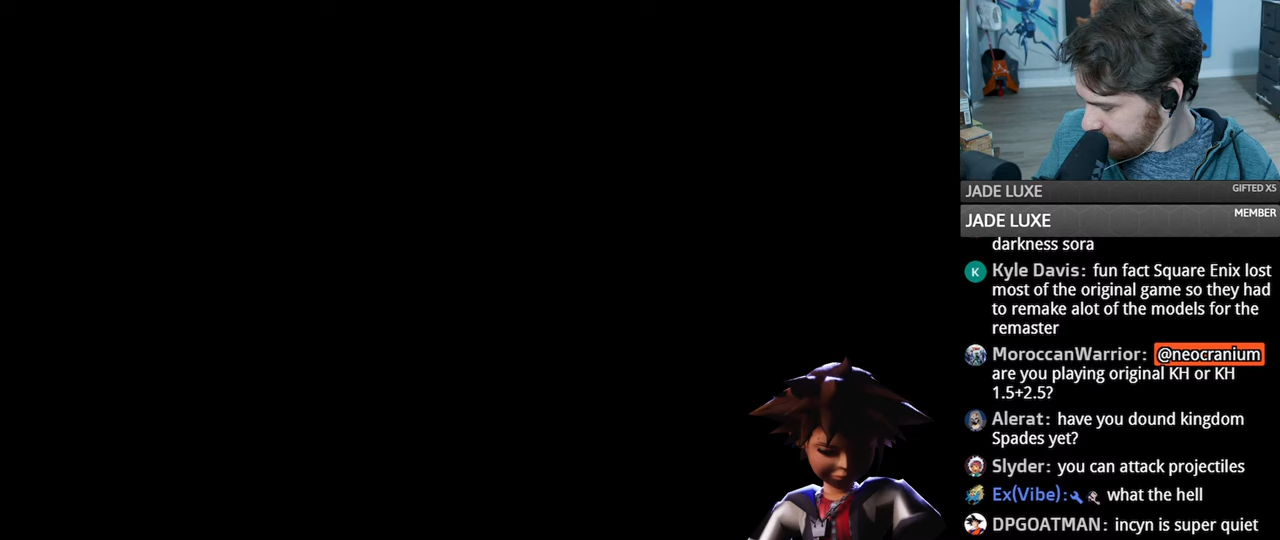 JADE LUXE
GIFTED X5
JADE LUXE
MEMBER
darkness sora
Kyle Davis: fun fact Square Enix lost
most of the original game so they had
to remake alot of the models for the
remaster
MoroccanWarrior: @neocranium
are you playing original KH or KH
1.5+2.5?
Alerat: have you dound kingdom
Spades yet?
Slyder: you can attack projectiles
Ex(Vibe): what the hell
DPGOATMAN: incyn is super quiet
K